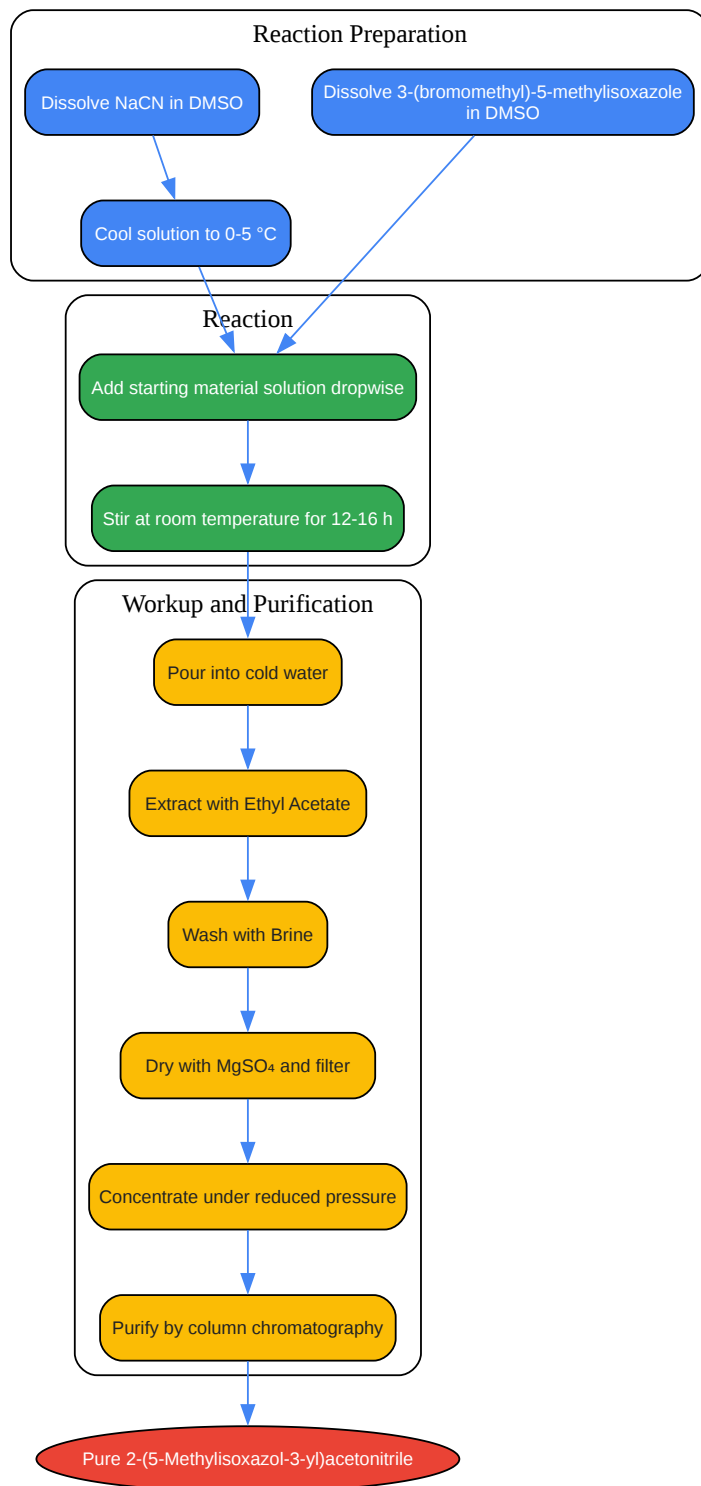 Reaction Preparation
Dissolve NaCN in DMSO
Dissolve 3-(bromomethyl)-5-methylisoxazole
in DMSO
Cool solution to 0-5 °C
Reaction
Add starting material solution dropwise
Stir at room temperature for 12-16 h
Workup and Purification
Pour into cold water
Extract with Ethyl Acetate
Wash with Brine
Dry with MgSO₄ and filter
Concentrate under reduced pressure
Purify by column chromatography
Pure 2-(5-Methylisoxazol-3-yl)acetonitrile